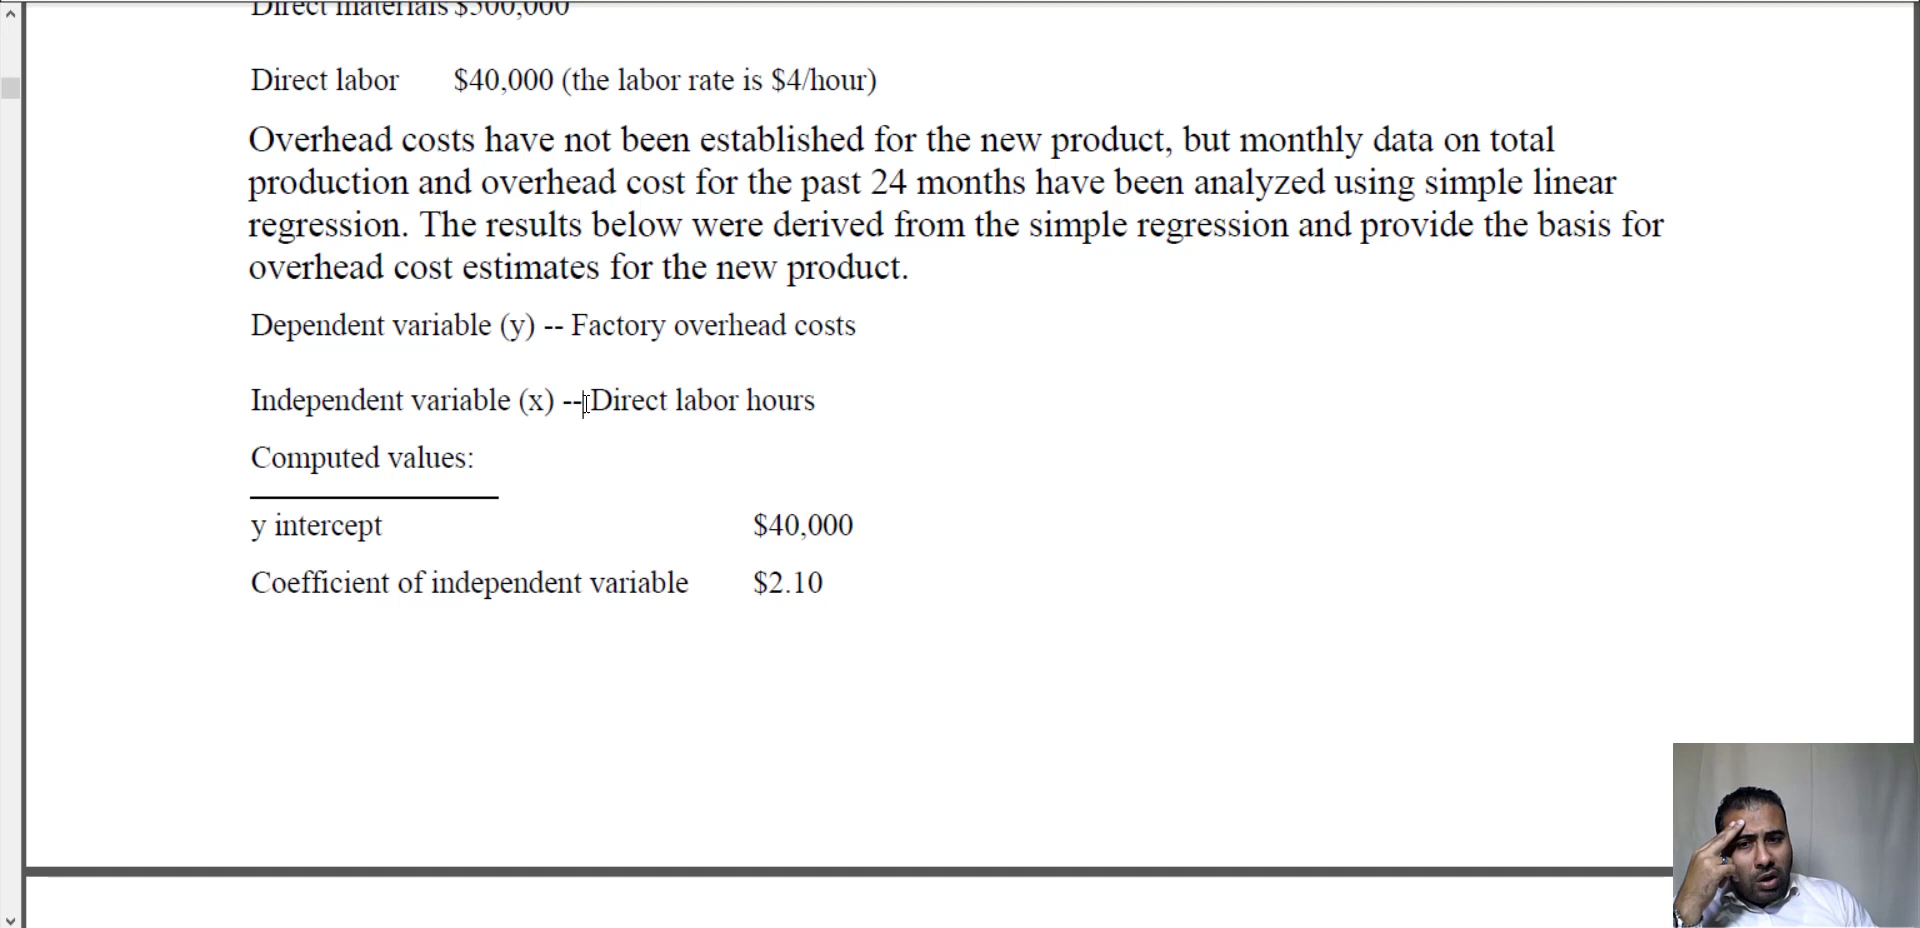 Direct materials $500,000
Direct labor $40,000 (the labor rate is $4/hour)
Overhead costs have not been established for the new product, but monthly data on total
production and overhead cost for the past 24 months have been analyzed using simple linear
regression. The results below were derived from the simple regression and provide the basis for
overhead cost estimates for the new product.
Dependent variable (y) -- Factory overhead costs
Independent variable (x) -- Direct labor hours
Computed values:
y intercept $40,000
Coefficient of independent variable $2.10